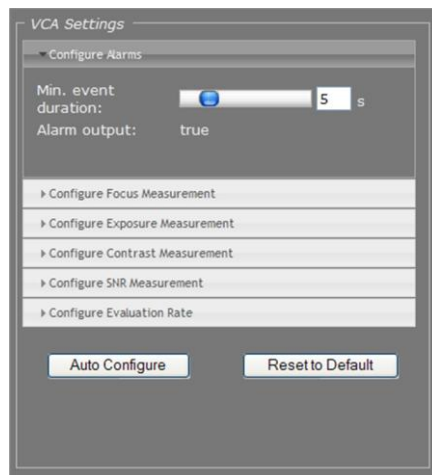 VCA Settings
Configure Alarms
Min. event
duration:
5 s
Alarm output: true
Configure Focus Measurement
Configure Exposure Measurement
Configure Contrast Measurement
Configure SNR Measurement
Configure Evaluation Rate
Auto Configure Reset to Default